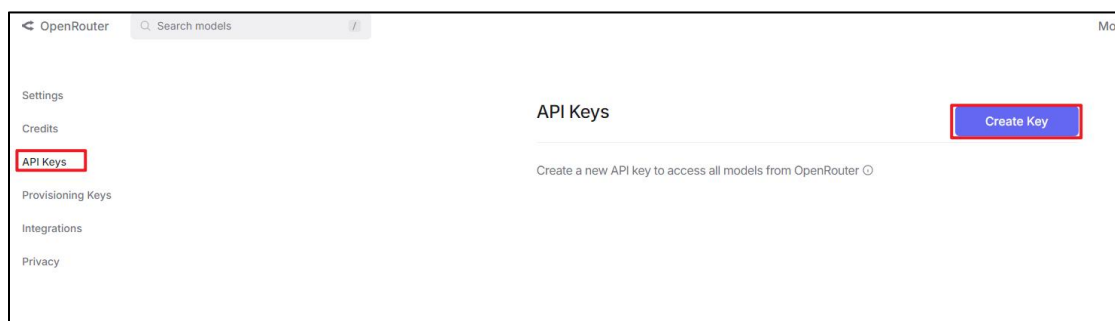 OpenRouter
Search models
/
Mo
Settings
Credits
API Keys
Provisioning Keys
Integrations
Privacy
API Keys
Create Key
Create a new API key to access all models from OpenRouter